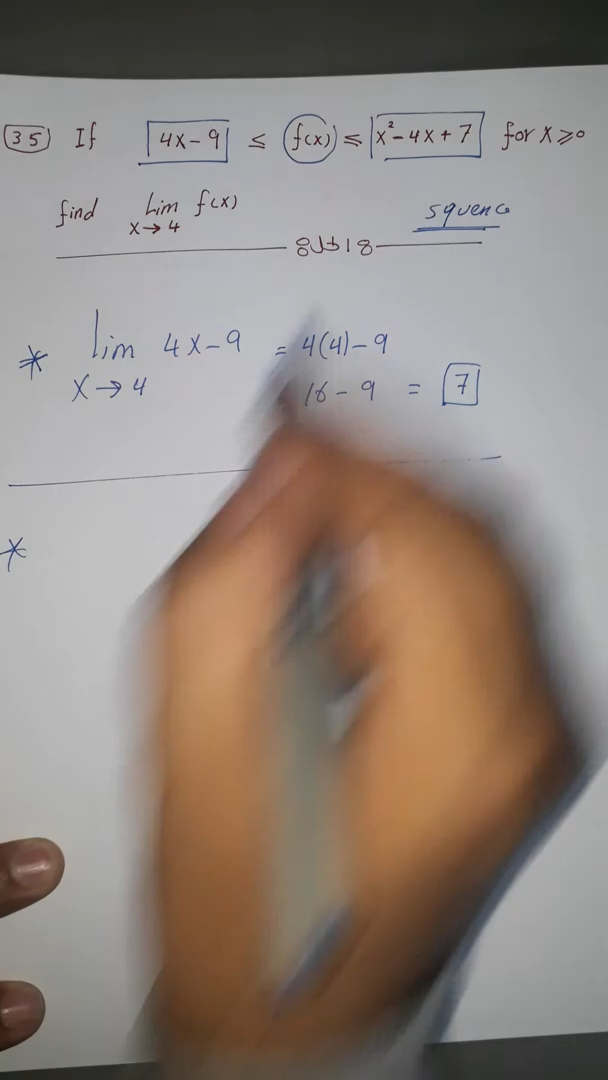 35 If 4x-9 ≤ f(x) ≤ x²-4x+7 for x≥0
find Lim x→4 f(x)
squence
* lim x→4 4x-9 = 4(4)-9
16-9 = 7
*